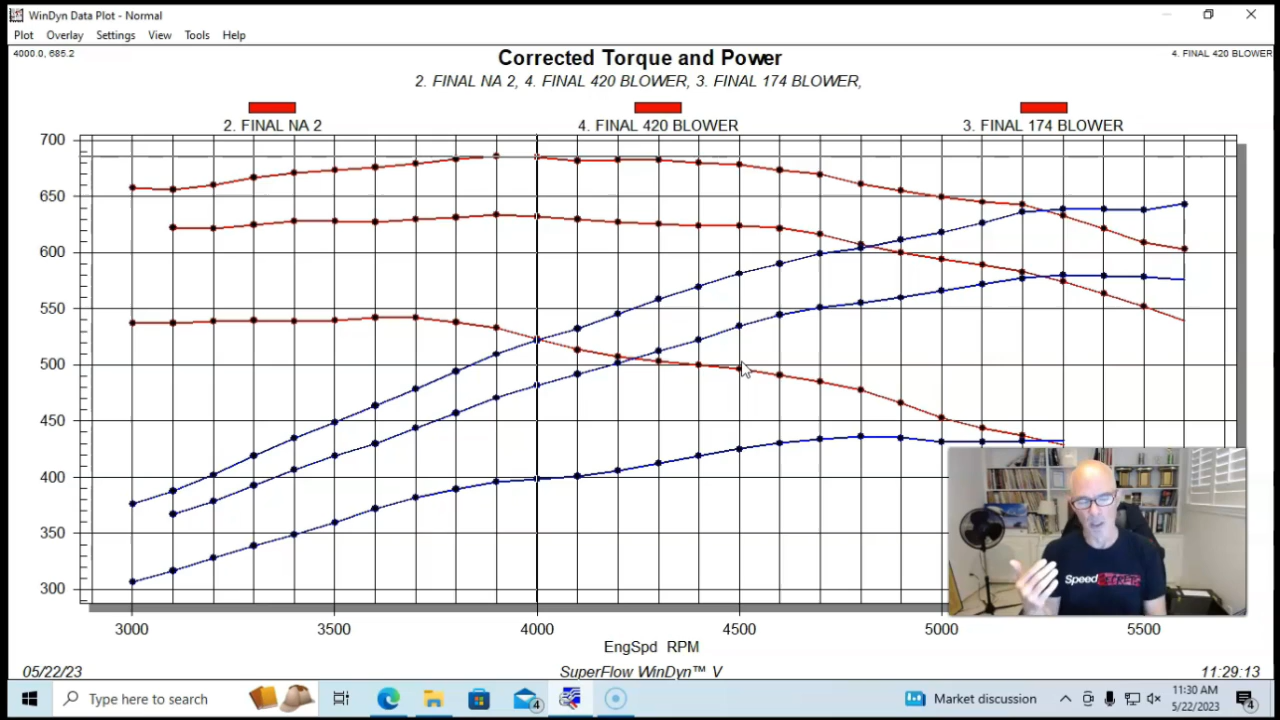 WinDyn Data Plot - Normal
Plot Overlay Settings View Tools Help
4000.0, 685.2
4. FINAL 420 BLOWER
Corrected Torque and Power
2. FINAL NA 2, 4. FINAL 420 BLOWER, 3. FINAL 174 BLOWER,
2. FINAL NA 2 4. FINAL 420 BLOWER 3. FINAL 174 BLOWER
700
650
600
550
500
450
400
350
300
3000 3500 4000 4500 5000 5500
EngSpd RPM
05/22/23 SuperFlow WinDyn™ V 11:29:13
Speed
Type here to search
4
Market discussion
11:30 AM
5/22/2023
4